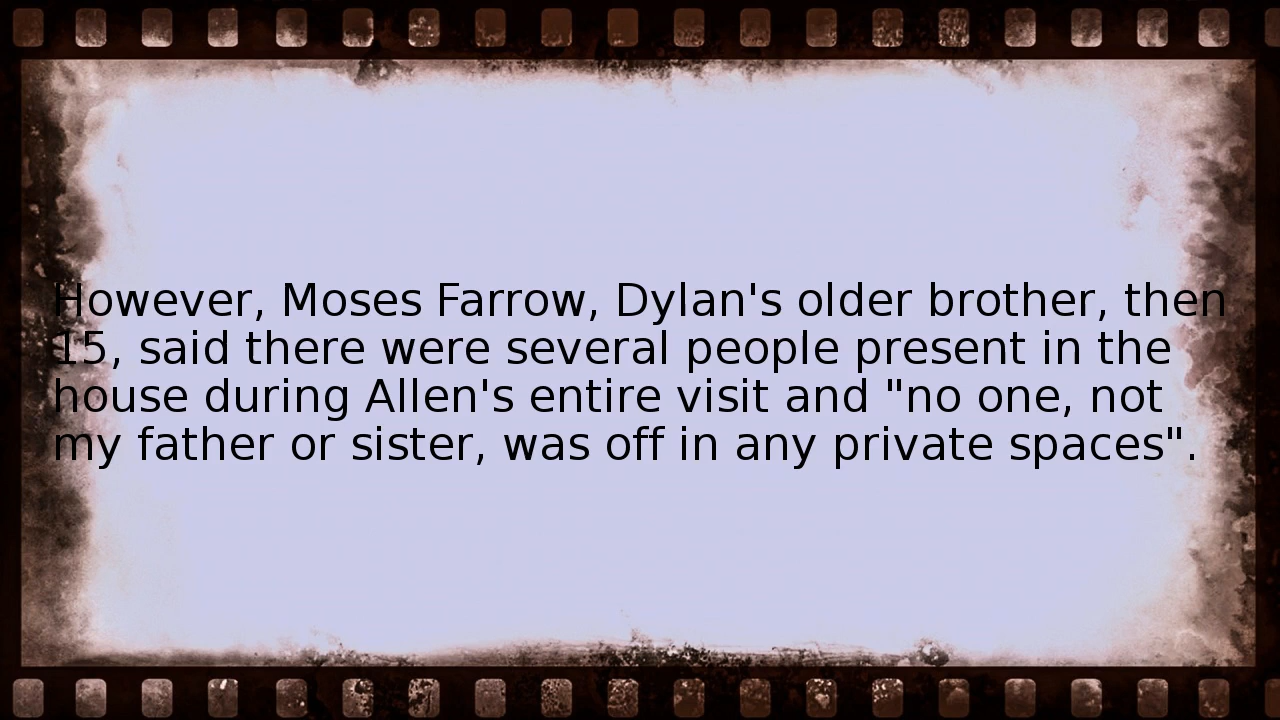 However, Moses Farrow, Dylan's older brother, then
15, said there were several people present in the
house during Allen's entire visit and "no one, not
my father or sister, was off in any private spaces".